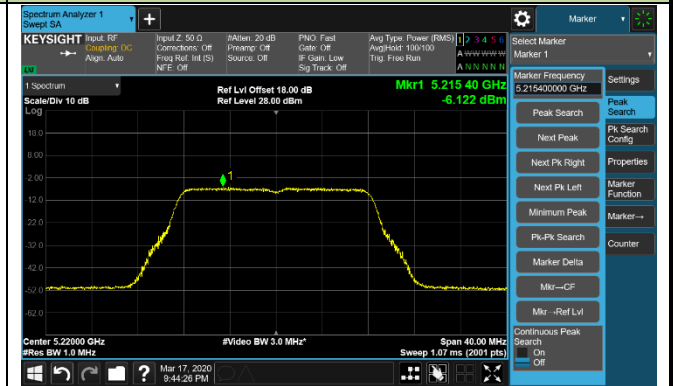 Spectrum Analyzer 1
Swept SA
Marker
KEYSIGHT Input: RF
Coupling: DC
Align: Auto
Input Z: 50 Ω
Corrections: Off
Freq Ref: Int (S)
NFE: Off
#Atten: 20 dB
Preamp: Off
Source: Off
PNO: Fast
Gate: Off
IF Gain: Low
Sig Track: Off
Avg Type: Power (RMS)
Avg|Hold: 100/100
Trig: Free Run
1 2 3 4 5 6
A W W W W W
A N N N N N
Select Marker
Marker 1
1 Spectrum
Scale/Div 10 dB
Log
Ref Lvl Offset 18.00 dB
Ref Level 28.00 dBm
Mkr1 5.215 40 GHz
-6.122 dBm
Marker Frequency
5.215400000 GHz
Settings
Peak Search
Peak
Search
Next Peak
Pk Search
Config
Next Pk Right
Properties
Next Pk Left
Marker
Function
Minimum Peak
Marker→
Pk-Pk Search
Counter
Marker Delta
Mkr→CF
Mkr→Ref Lvl
Continuous Peak
Search
On
Off
18.0
8.00
-2.00
-12.0
-22.0
-32.0
-42.0
-52.0
-62.0
1
Center 5.22000 GHz
#Res BW 1.0 MHz
#Video BW 3.0 MHz*
Span 40.00 MHz
Sweep 1.07 ms (2001 pts)
Mar 17, 2020
9:44:26 PM